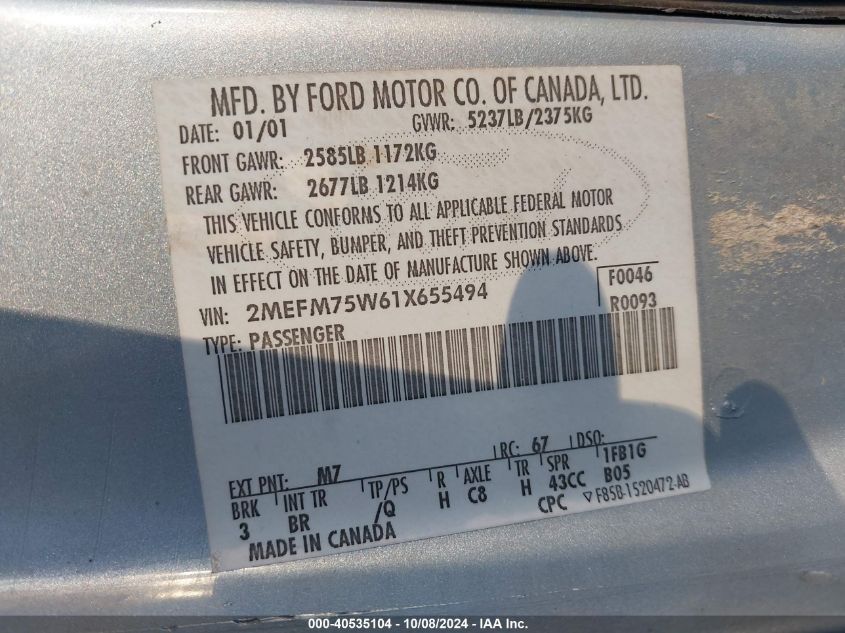 MFD. BY FORD MOTOR CO. OF CANADA, LTD.
DATE: 01/01 GVWR: 5237LB/2375KG
FRONT GAWR: 2585LB 1172KG
REAR GAWR: 2677LB 1214KG
THIS VEHICLE CONFORMS TO ALL APPLICABLE FEDERAL MOTOR
VEHICLE SAFETY, BUMPER, AND THEFT PREVENTION STANDARDS
IN EFFECT ON THE DATE OF MANUFACTURE SHOWN ABOVE.
VIN: 2MEFM75W61X655494 F0046
TYPE: PASSENGER R0093
EXT PNT: M7 RC: 67 DSO:
BRK INT TR TP/PS R AXLE TR SPR 1FB1G
3 BR /Q H C8 H 43CC B05
CPC ▽F85B-1520472-AB
MADE IN CANADA
000-40535104 - 10/08/2024 - IAA Inc.